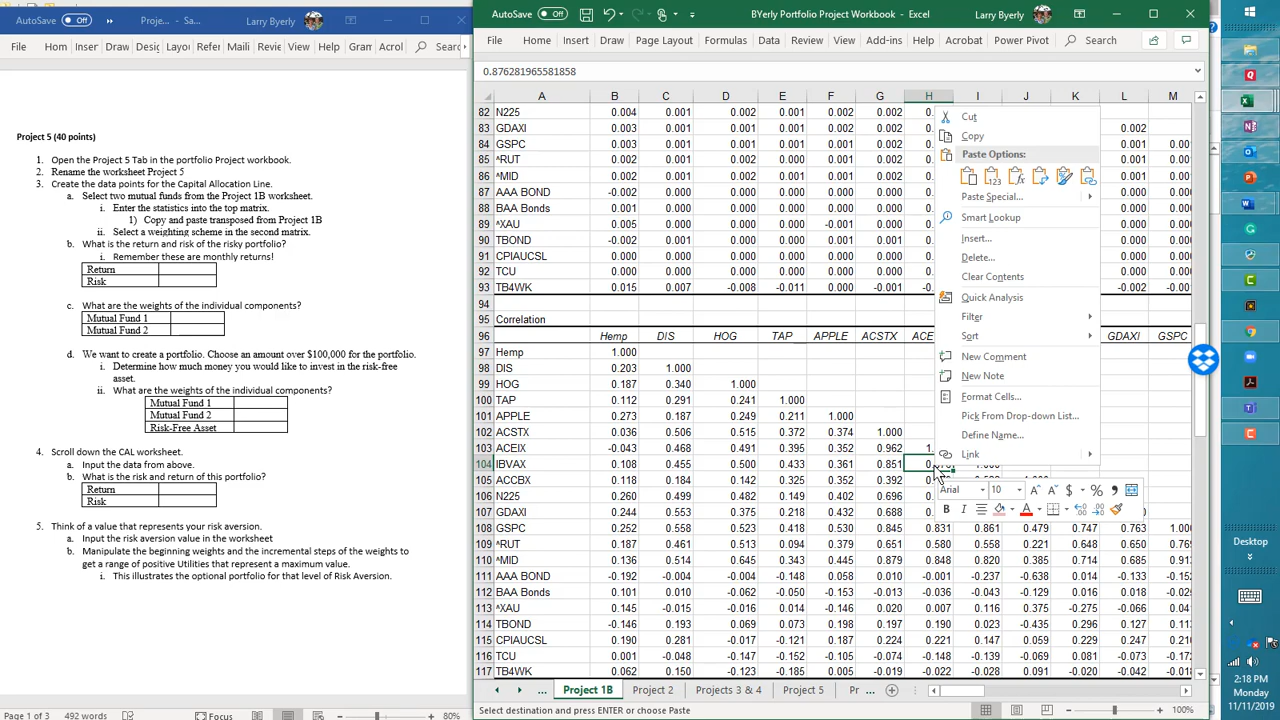 AutoSave Off Proje... - Sa... Larry Byerly
File Hom Inser Draw Desig Layou Refer Maili Revie View Help Gram Acrol Searc
Project 5 (40 points)
1. Open the Project 5 Tab in the portfolio Project workbook.
2. Rename the worksheet Project 5
3. Create the data points for the Capital Allocation Line.
a. Select two mutual funds from the Project 1B worksheet.
i. Enter the statistics into the top matrix.
1) Copy and paste transposed from Project 1B
ii. Select a weighting scheme in the second matrix.
b. What is the return and risk of the risky portfolio?
i. Remember these are monthly returns!
Return
Risk
c. What are the weights of the individual components?
Mutual Fund 1
Mutual Fund 2
d. We want to create a portfolio. Choose an amount over $100,000 for the portfolio.
i. Determine how much money you would like to invest in the risk-free
asset.
ii. What are the weights of the individual components?
Mutual Fund 1
Mutual Fund 2
Risk-Free Asset
4. Scroll down the CAL worksheet.
a. Input the data from above.
b. What is the risk and return of this portfolio?
Return
Risk
5. Think of a value that represents your risk aversion.
a. Input the risk aversion value in the worksheet
b. Manipulate the beginning weights and the incremental steps of the weights to
get a range of positive Utilities that represent a maximum value.
i. This illustrates the optional portfolio for that level of Risk Aversion.
Page 1 of 3 492 words Focus 80%
AutoSave Off BYerly Portfolio Project Workbook - Excel Larry Byerly
File Draw Page Layout Formulas Data Add-ins Help Power Pivot Search
0.876281965581858
A B C D E F G H I J K L M
82 N225 0.004 0.001 0.002 0.001 0.002 0.002
83 GDAXI 0.003 0.001 0.002 0.001 0.001 0.002 0.002
84 GSPC 0.002 0.001 0.002 0.001 0.002 0.002
85 ^RUT 0.002 0.001 0.002 0.000 0.001 0.002
86 ^MID 0.002 0.001 0.002 0.001 0.001 0.002
87 AAA BOND -0.002 0.000 0.000 0.000 0.000 0.000
88 BAA Bonds 0.001 0.000 0.000 0.000 0.000 0.000 0.000
89 ^XAU 0.005 0.000 0.000 0.000 0.001 0.000
90 TBOND -0.002 0.001 0.000 0.000 0.001 0.001 0.000
91 CPIAUCSL 0.000 0.000 0.000 0.000 0.000 0.000 0.000
92 TCU 0.000 0.000 0.000 0.000 0.000 0.000 0.000
93 TB4WK 0.015 0.007 -0.008 -0.011 0.000 -0.001 -0.002
94
95 Correlation
96 Hemp DIS HOG TAP APPLE ACSTX ACE GDAXI GSPC
97 Hemp 1.000
98 DIS 0.203 1.000
99 HOG 0.187 0.340 1.000
100 TAP 0.112 0.291 0.241 1.000
101 APPLE 0.273 0.187 0.249 0.211 1.000
102 ACSTX 0.036 0.506 0.515 0.372 0.374 1.000
103 ACEIX -0.043 0.468 0.491 0.395 0.352 0.962
104 IBVAX 0.108 0.455 0.500 0.433 0.361 0.851
105 ACCBX 0.118 0.184 0.142 0.325 0.352 0.392
106 N225 0.260 0.499 0.482 0.148 0.402 0.696
107 GDAXI 0.244 0.553 0.375 0.248 0.432 0.688
108 GSPC 0.252 0.658 0.375 0.418 0.530 0.845 0.831 0.861 0.479 0.747 0.763 1.000
109 ^RUT 0.187 0.361 0.513 0.094 0.379 0.651 0.580 0.558 0.221 0.648 0.650
110 ^MID 0.136 0.514 0.645 0.343 0.445 0.879 0.848 0.820 0.385 0.714 0.685
111 AAA BOND -0.192 -0.004 -0.004 -0.148 0.058 0.010 -0.001 -0.237 -0.638 0.014 -0.133
112 BAA Bonds 0.101 0.010 -0.062 -0.050 -0.153 -0.013 -0.036 -0.043 -0.129 0.016 0.018
113 ^XAU 0.145 -0.015 -0.016 0.014 -0.146 0.020 0.007 0.116 0.375 -0.275 -0.066
114 TBOND -0.146 0.593 0.119 0.073 0.198 0.197 0.190 0.023 -0.435 0.296 0.127
115 CPIAUCSL 0.190 0.281 -0.017 -0.121 0.187 0.224 0.221 0.147 0.059 0.229 0.247
116 TCU 0.001 -0.048 -0.151 -0.105 -0.072 -0.074 -0.148 -0.090 0.081 -0.073
117 TB4WK 0.062 0.150 -0.123 -0.185 0.005 -0.019 -0.022 -0.028 0.091 -0.020 -0.042
Cut
Copy
Paste Options:
Paste Special...
Smart Lookup
Insert...
Delete...
Clear Contents
Quick Analysis
Filter
Sort
New Comment
New Note
Format Cells...
Pick From Drop-down List...
Define Name...
Link
Arial 10
B I
... Project 1B Project 2 Projects 3 & 4 Project 5 Pr ...
Select destination and press ENTER or choose Paste 100%
Desktop
2:18 PM
Monday
11/11/2019